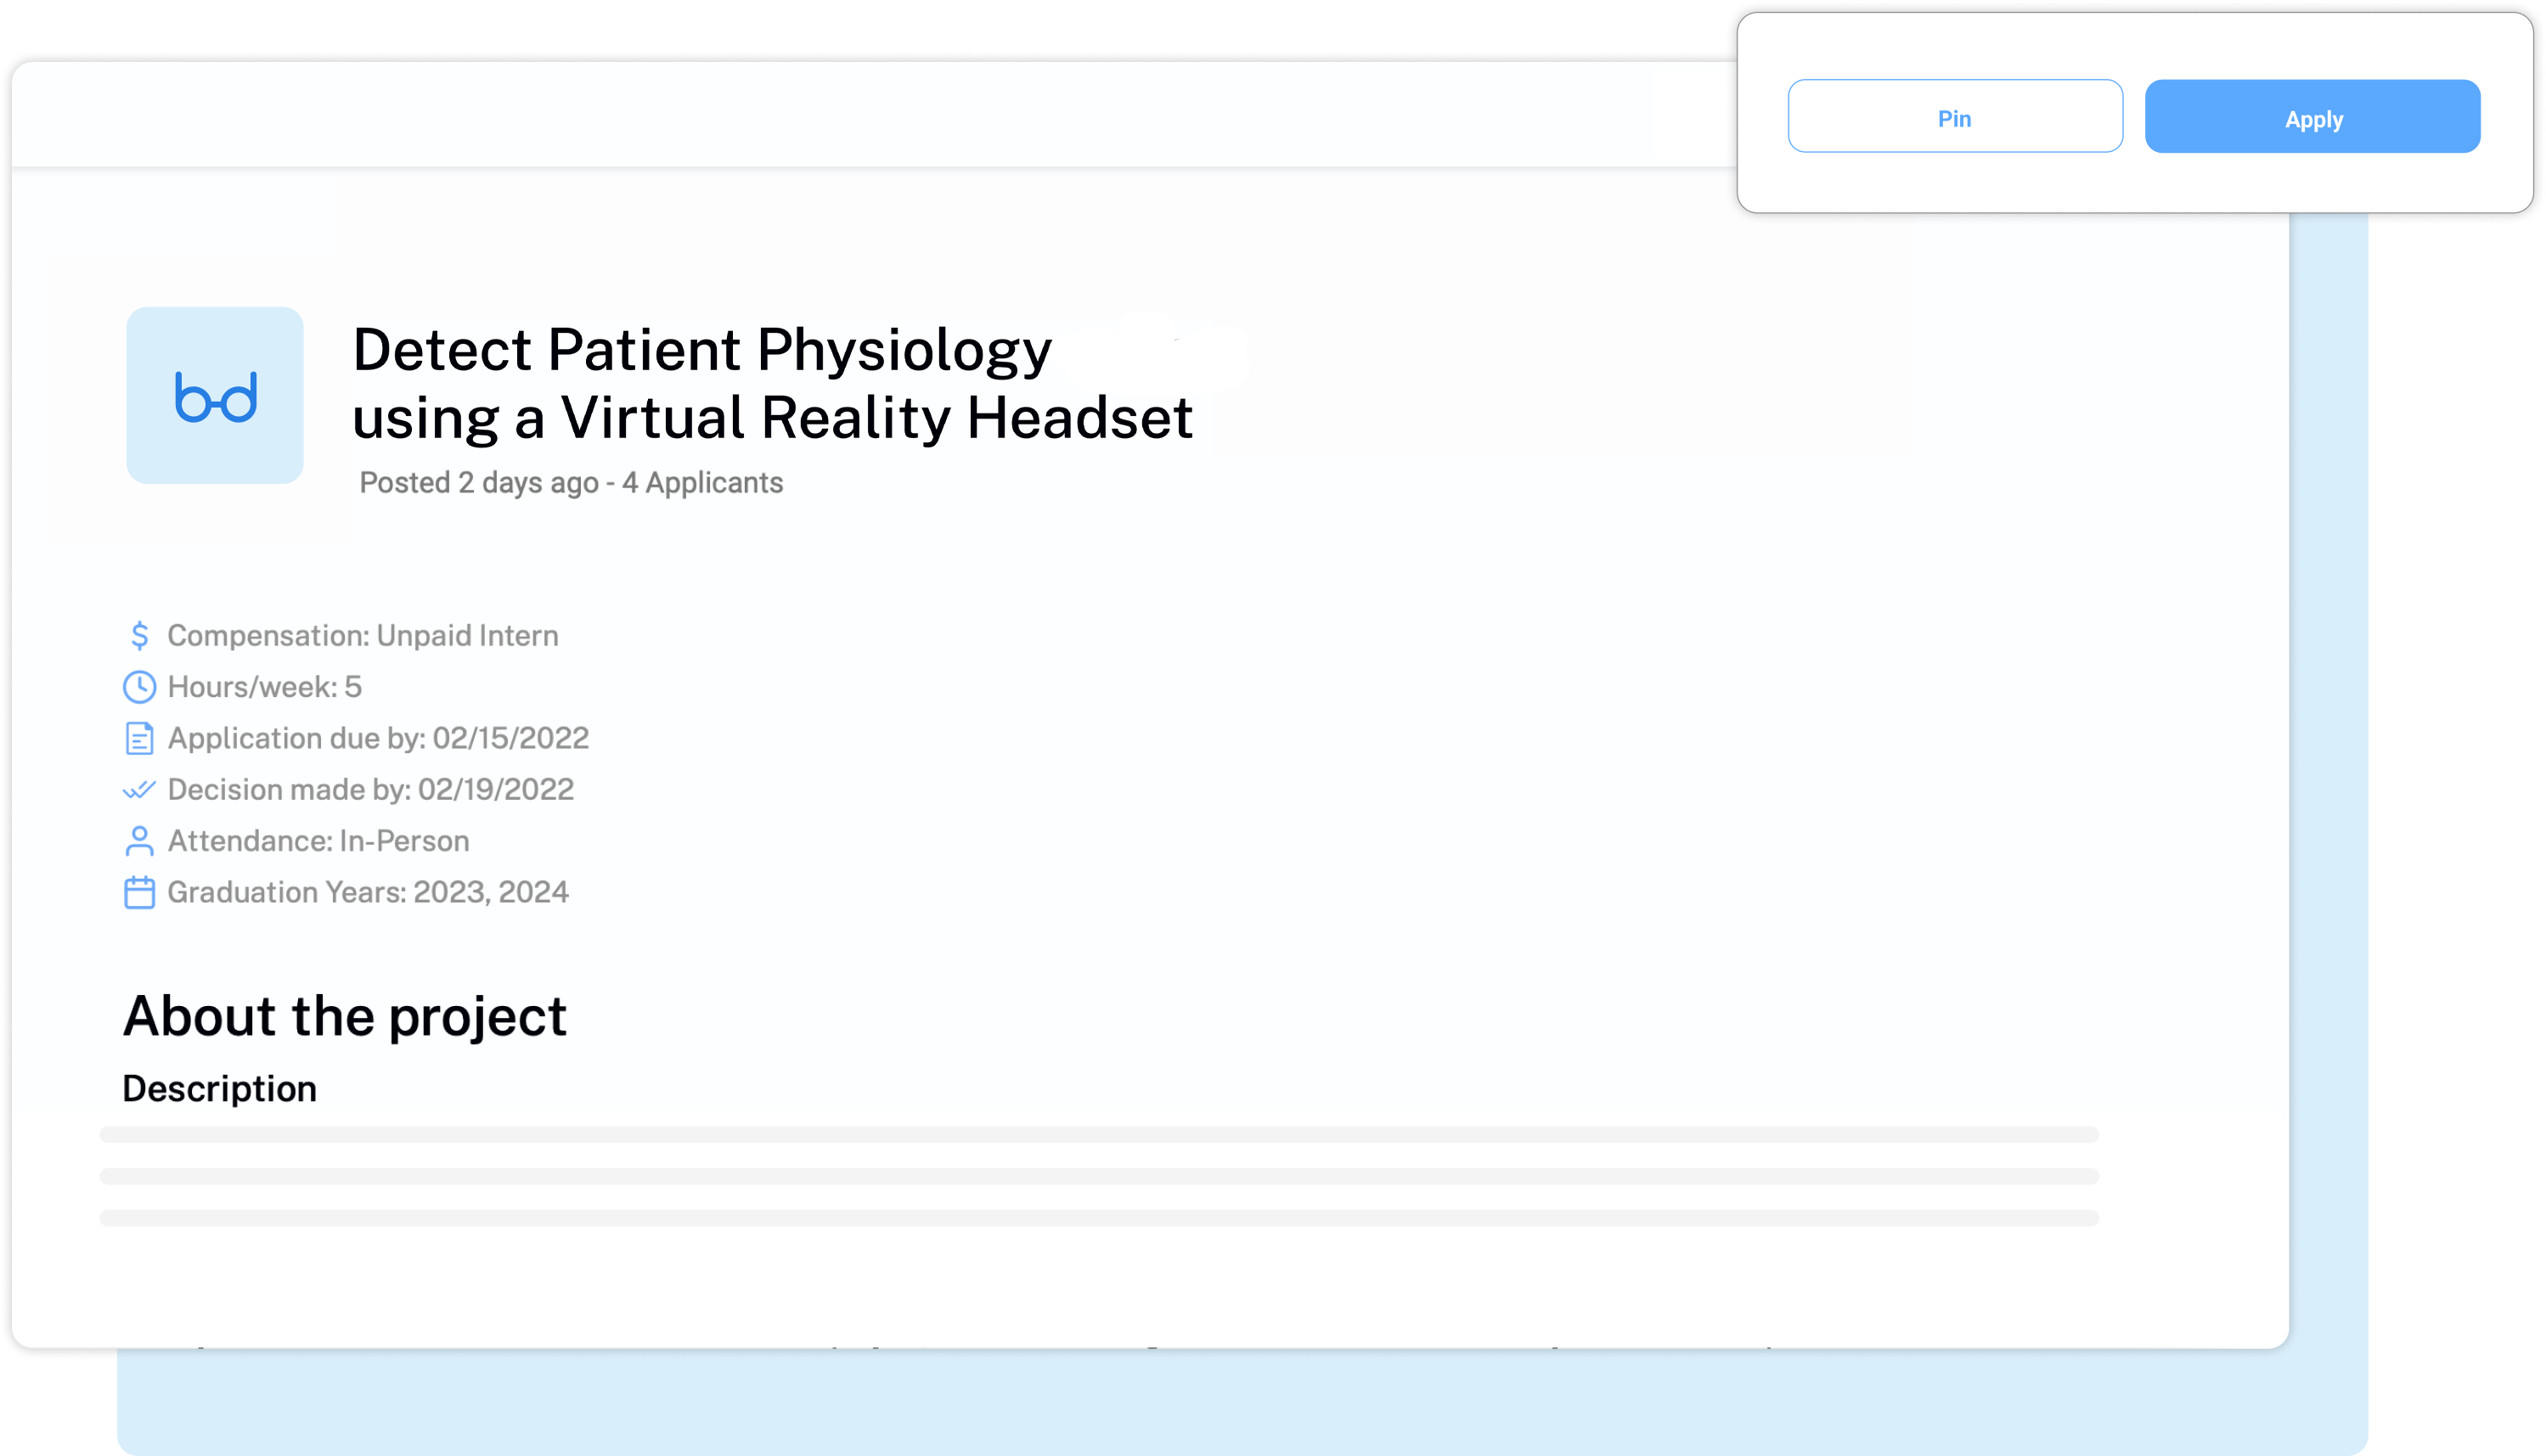 Pin
Apply
Detect Patient Physiology
using a Virtual Reality Headset
Posted 2 days ago - 4 Applicants
Compensation: Unpaid Intern
Hours/week: 5
Application due by: 02/15/2022
Decision made by: 02/19/2022
Attendance: In-Person
Graduation Years: 2023, 2024
About the project
Description